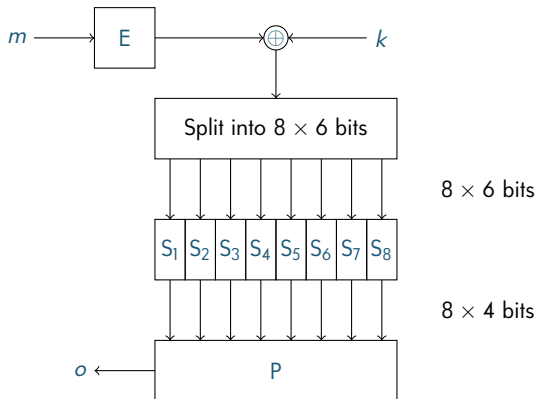 m E ⊕ k
Split into 8 × 6 bits
8 × 6 bits
S₁ S₂ S₃ S₄ S₅ S₆ S₇ S₈
8 × 4 bits
o P